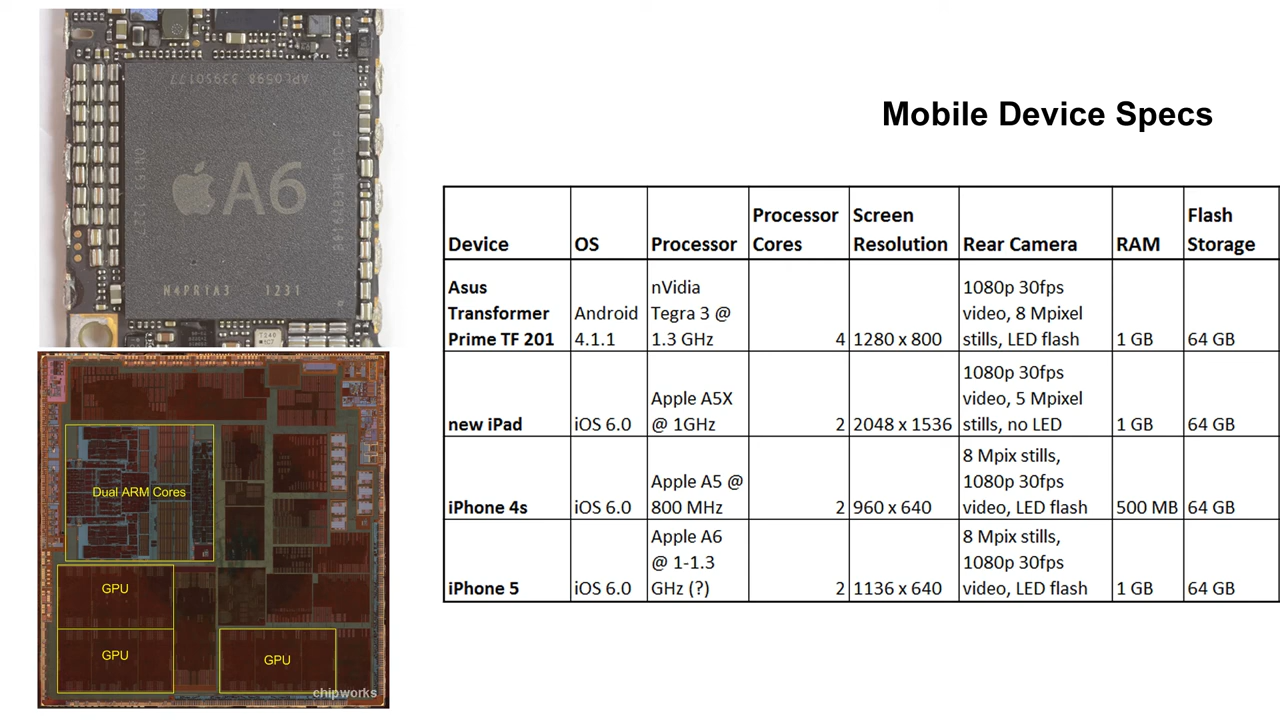 APL0598 33950177
ON153 1227
A6
N4PR1A3 1231
Dual ARM Cores
GPU
GPU
GPU
chipworks
Mobile Device Specs
Device OS Processor Processor Cores Screen Resolution Rear Camera RAM Flash Storage
Asus Transformer Prime TF 201 Android 4.1.1 nVidia Tegra 3 @ 1.3 GHz 4 1280 x 800 1080p 30fps video, 8 Mpixel stills, LED flash 1 GB 64 GB
new iPad iOS 6.0 Apple A5X @ 1GHz 2 2048 x 1536 1080p 30fps video, 5 Mpixel stills, no LED 1 GB 64 GB
iPhone 4s iOS 6.0 Apple A5 @ 800 MHz 2 960 x 640 8 Mpix stills, 1080p 30fps video, LED flash 500 MB 64 GB
iPhone 5 iOS 6.0 Apple A6 @ 1-1.3 GHz (?) 2 1136 x 640 8 Mpix stills, 1080p 30fps video, LED flash 1 GB 64 GB